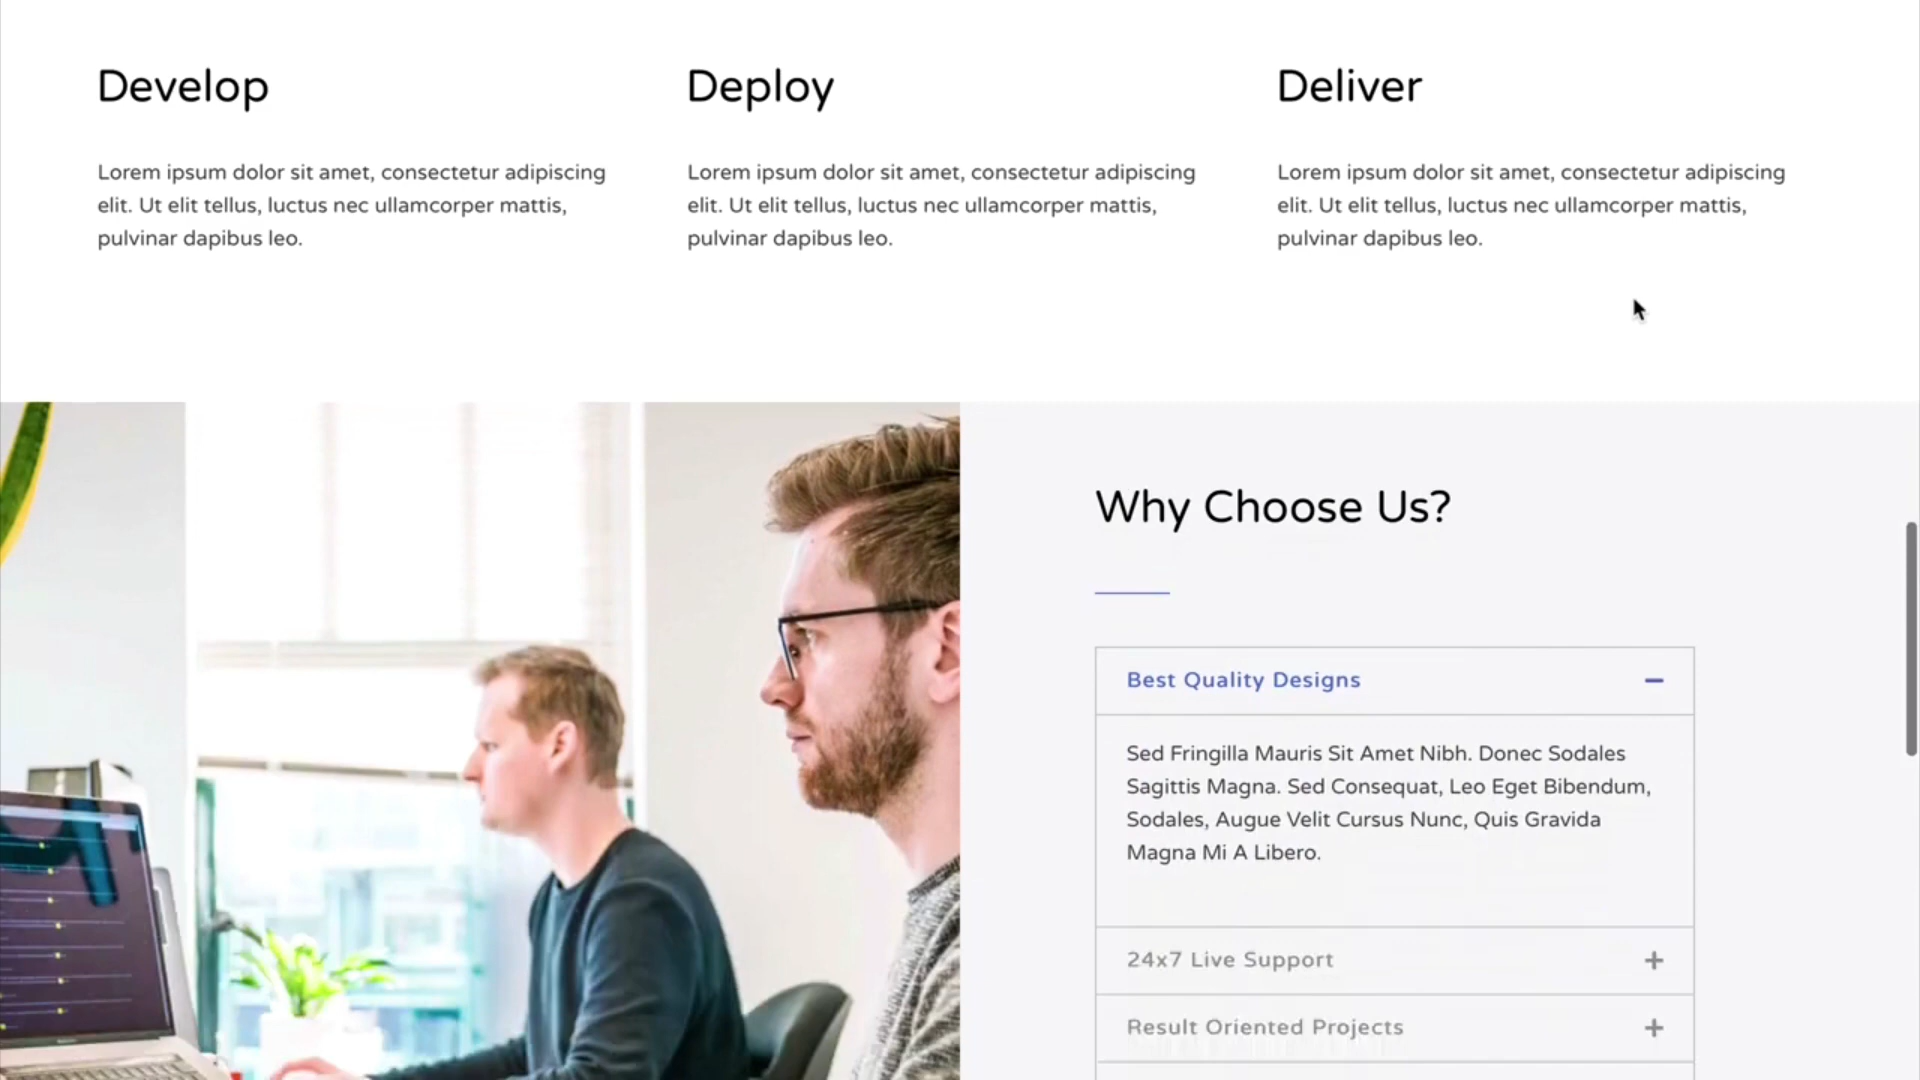 Develop
Lorem ipsum dolor sit amet, consectetur adipiscing
elit. Ut elit tellus, luctus nec ullamcorper mattis,
pulvinar dapibus leo.
Deploy
Lorem ipsum dolor sit amet, consectetur adipiscing
elit. Ut elit tellus, luctus nec ullamcorper mattis,
pulvinar dapibus leo.
Deliver
Lorem ipsum dolor sit amet, consectetur adipiscing
elit. Ut elit tellus, luctus nec ullamcorper mattis,
pulvinar dapibus leo.
Why Choose Us?
Best Quality Designs
Sed Fringilla Mauris Sit Amet Nibh. Donec Sodales
Sagittis Magna. Sed Consequat, Leo Eget Bibendum,
Sodales, Augue Velit Cursus Nunc, Quis Gravida
Magna Mi A Libero.
24x7 Live Support
Result Oriented Projects